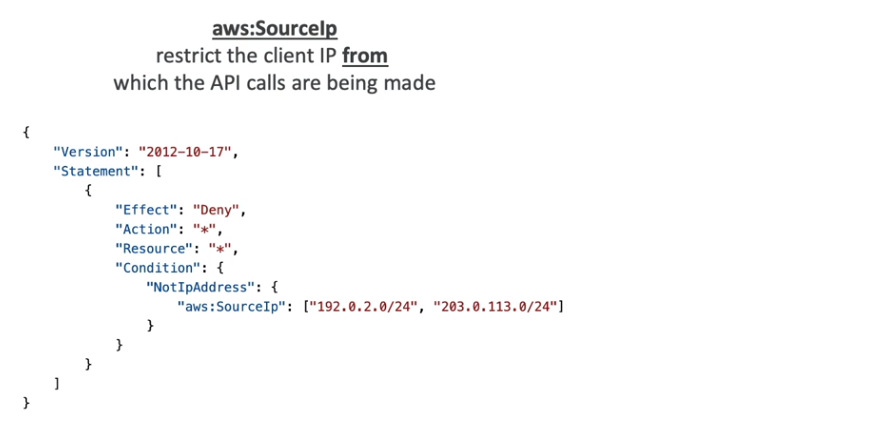 aws:SourceIp
restrict the client IP from
which the API calls are being made
{
    "Version": "2012-10-17",
    "Statement": [
        {
            "Effect": "Deny",
            "Action": "*",
            "Resource": "*",
            "Condition": {
                "NotIpAddress": {
                    "aws:SourceIp": ["192.0.2.0/24", "203.0.113.0/24"]
                }
            }
        }
    ]
}